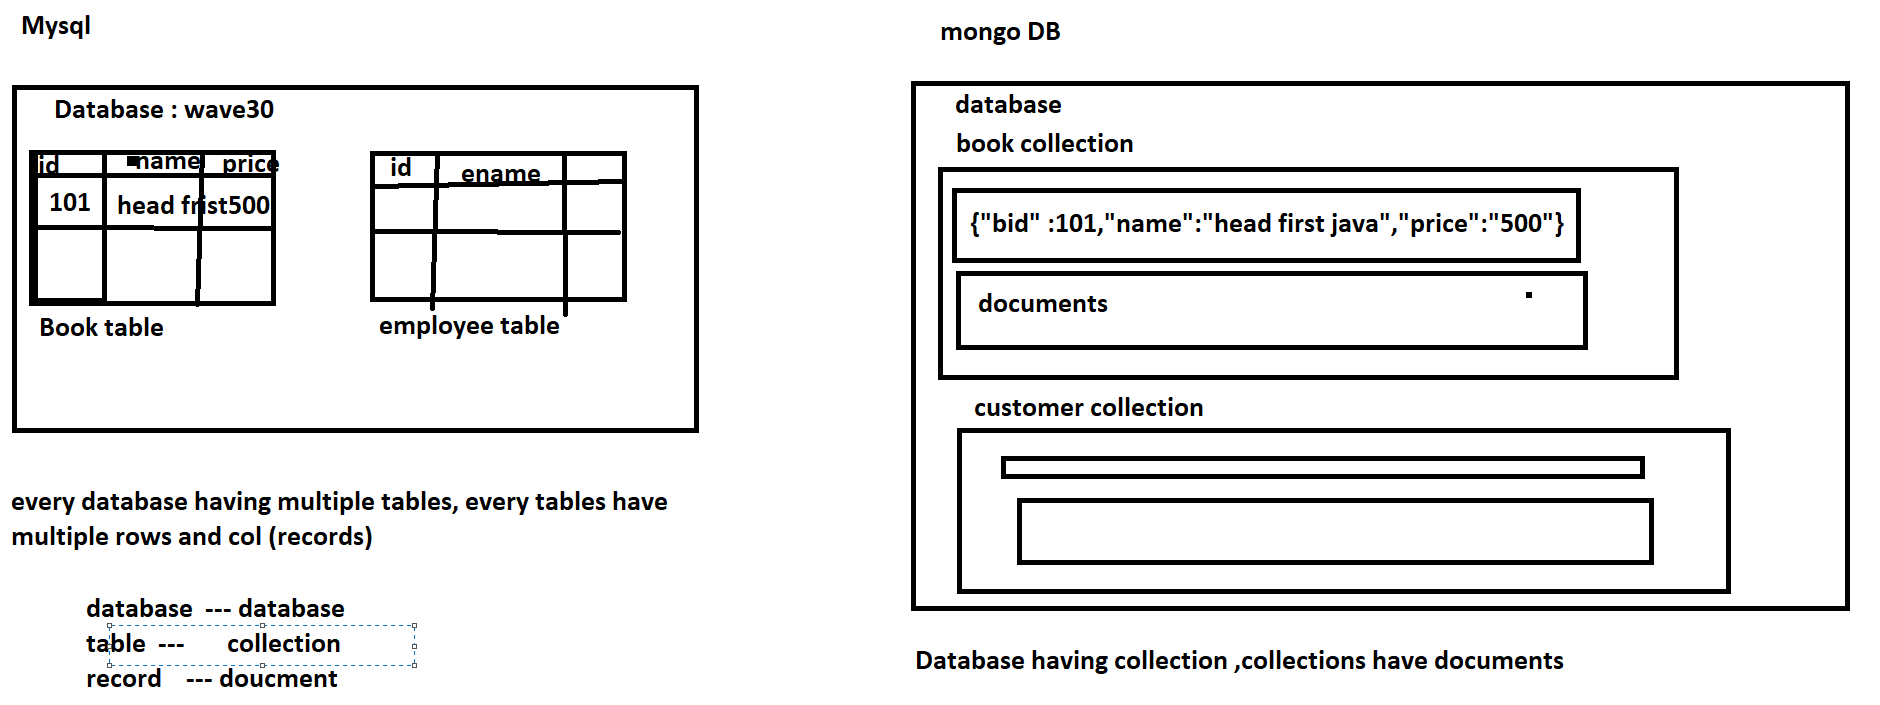 Mysql
Database : wave30
id name price
101 head frist500
Book table
id ename
employee table
every database having multiple tables, every tables have
multiple rows and col (records)
database --- database
table --- collection
record --- doucment
mongo DB
database
book collection
{"bid" :101,"name":"head first java","price":"500"}
documents
customer collection
Database having collection ,collections have documents